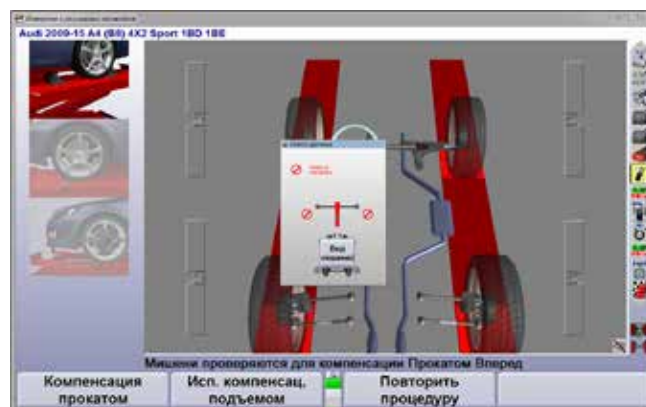 Audi 2009-15 A4 (B8) 4X2 Sport 1BD 1BE
Вид
Мишени проверяются для компенсации Прокатом Вперед
Компенсация
прокатом
Исп. компенсац.
подъемом
Повторить
процедуру